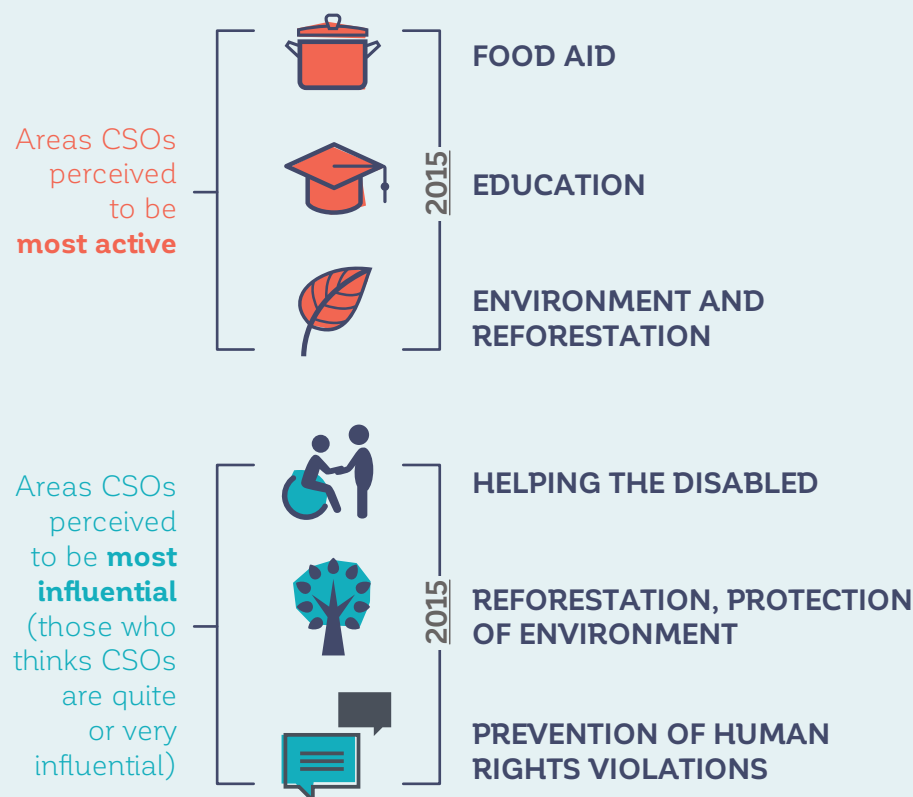 Areas CSOs
perceived
to be
most active
2015
FOOD AID
EDUCATION
ENVIRONMENT AND
REFORESTATION
Areas CSOs
perceived
to be most
influential
(those who
thinks CSOs
are quite
or very
influential)
2015
HELPING THE DISABLED
REFORESTATION, PROTECTION
OF ENVIRONMENT
PREVENTION OF HUMAN
RIGHTS VIOLATIONS